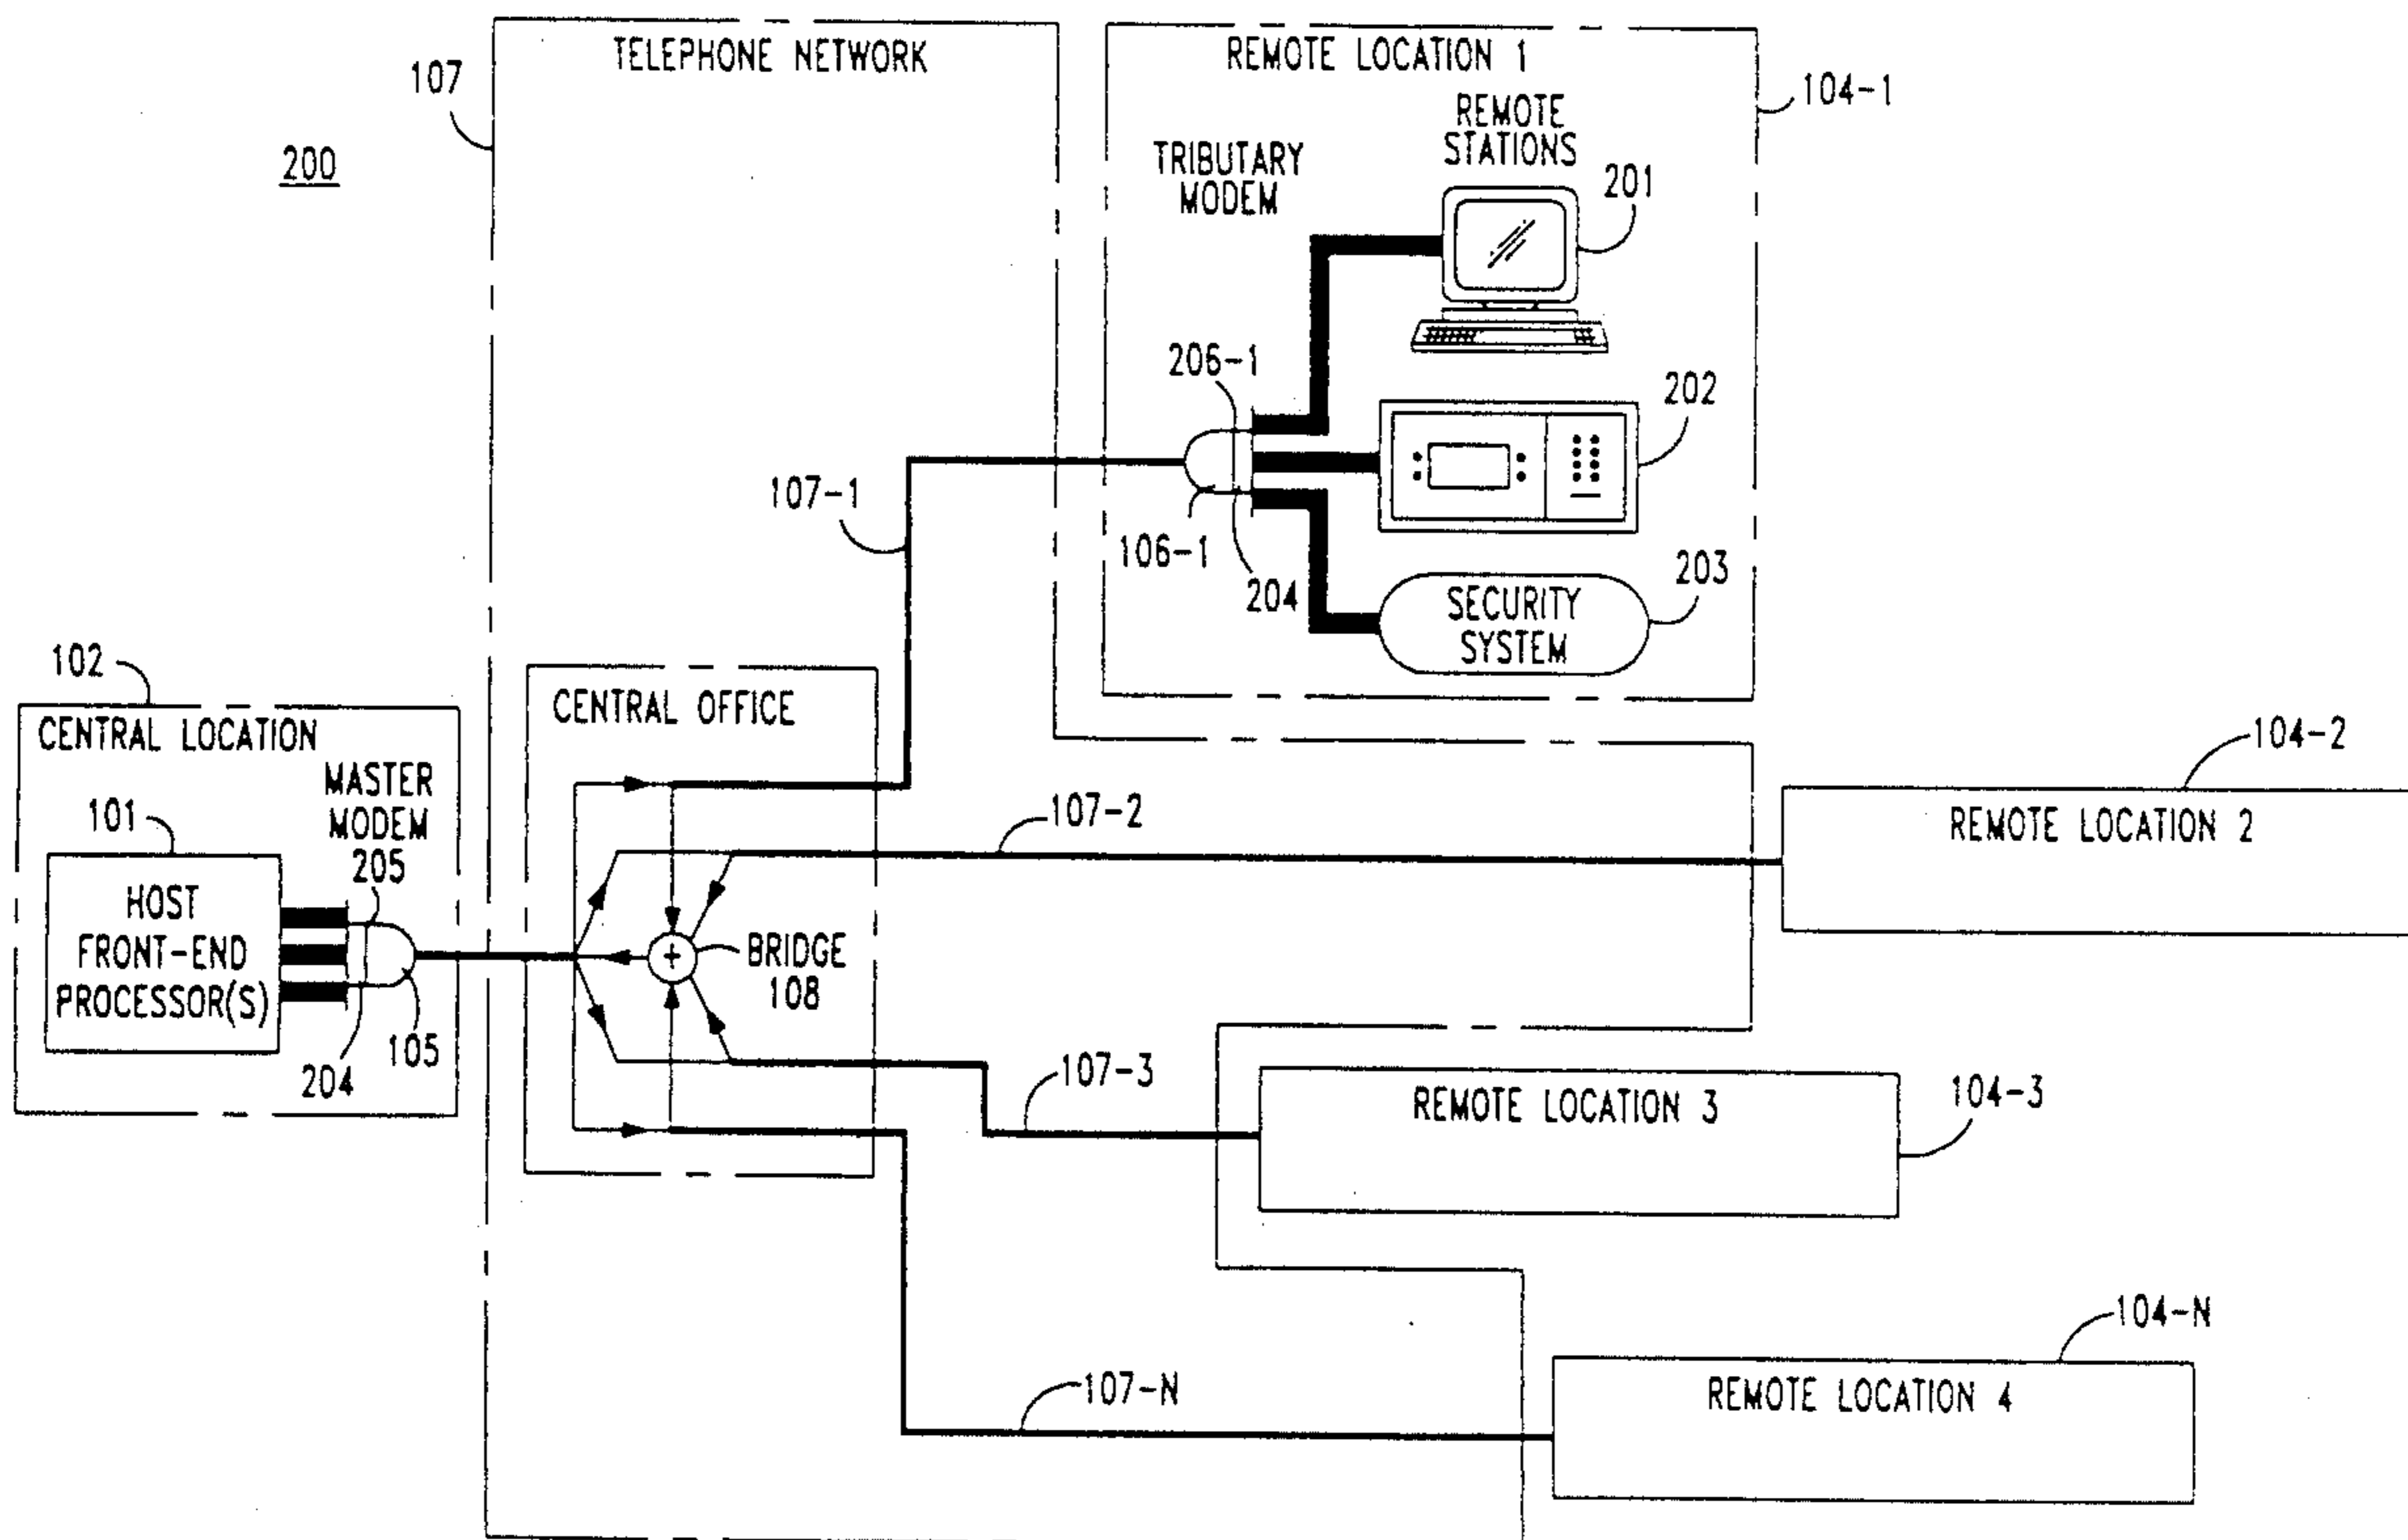 TELEPHONE NETWORK
107
200
REMOTE LOCATION 1
104-1
REMOTE
STATIONS
TRIBUTARY
MODEM
201
206-1
202
107-1
106-1
204
203
SECURITY
SYSTEM
102
CENTRAL LOCATION
CENTRAL OFFICE
MASTER
MODEM
205
101
HOST
FRONT-END
PROCESSOR(S)
204
105
BRIDGE
108
+
107-2
104-2
REMOTE LOCATION 2
107-3
REMOTE LOCATION 3
104-3
107-N
104-N
REMOTE LOCATION 4